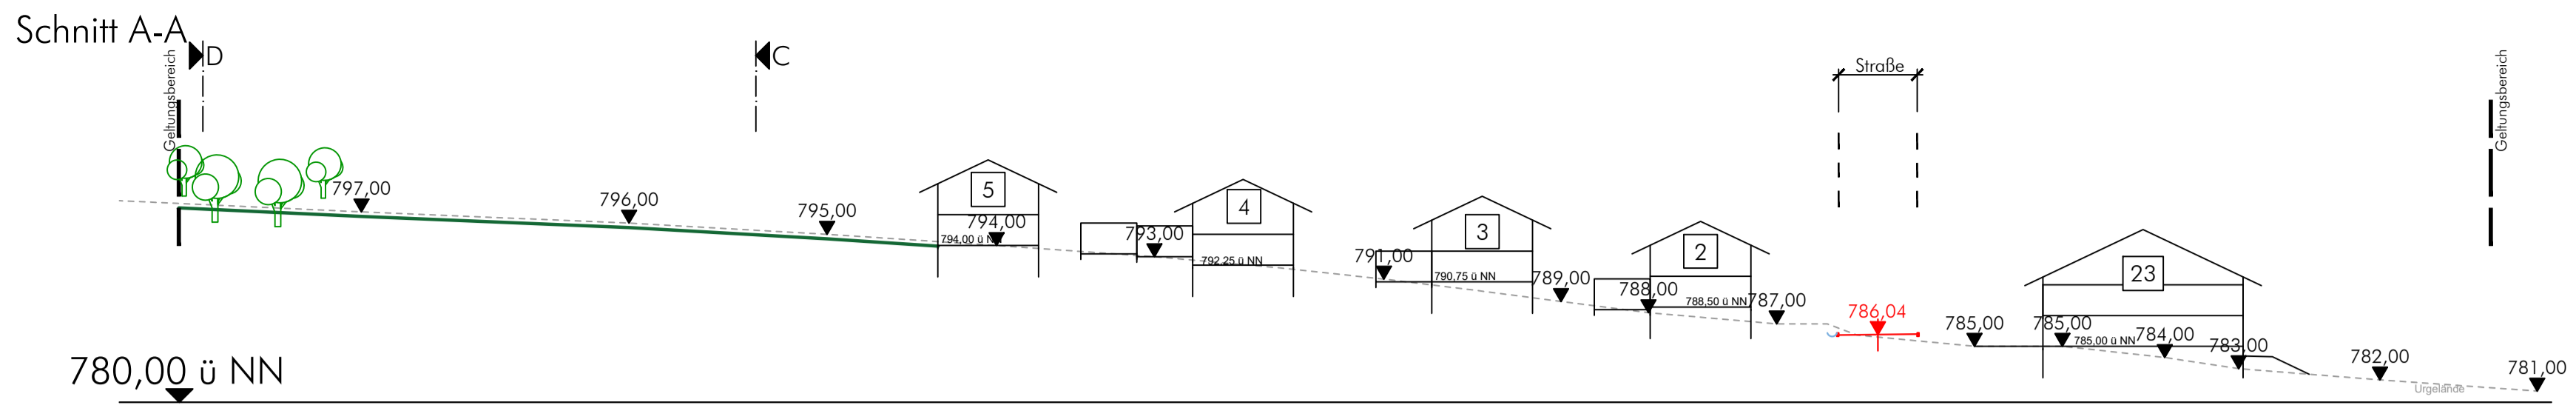 Schnitt A-A
Geltungsbereich
D
C
Straße
Geltungsbereich
797,00
796,00
795,00
5
794,00
794,00 ü NN
793,00
4
792,25 ü NN
791,00
3
790,75 ü NN
789,00
788,00
2
788,50 ü NN
787,00
786,04
785,00
785,00
785,00 ü NN
23
784,00
783,00
782,00
Urgelände
781,00
780,00 ü NN